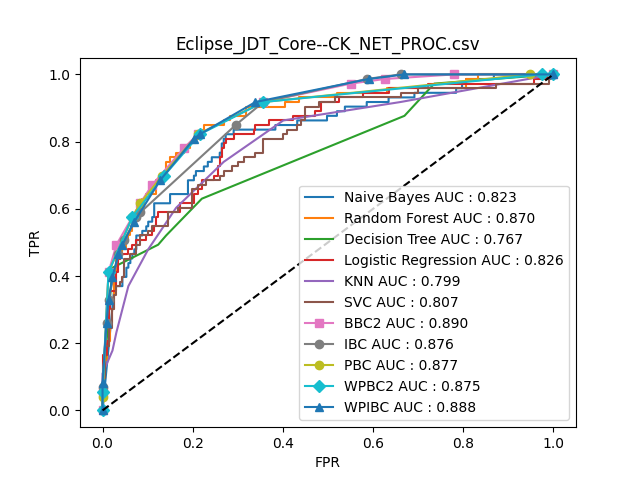 Eclipse_JDT_Core--CK_NET_PROC.csv
1.0
0.8
0.6
0.4
0.2
0.0
TPR
Naive Bayes AUC : 0.823
Random Forest AUC : 0.870
Decision Tree AUC : 0.767
Logistic Regression AUC : 0.826
KNN AUC : 0.799
SVC AUC : 0.807
BBC2 AUC : 0.890
IBC AUC : 0.876
PBC AUC : 0.877
WPBC2 AUC : 0.875
WPIBC AUC : 0.888
0.0 0.2 0.4 0.6 0.8 1.0
FPR